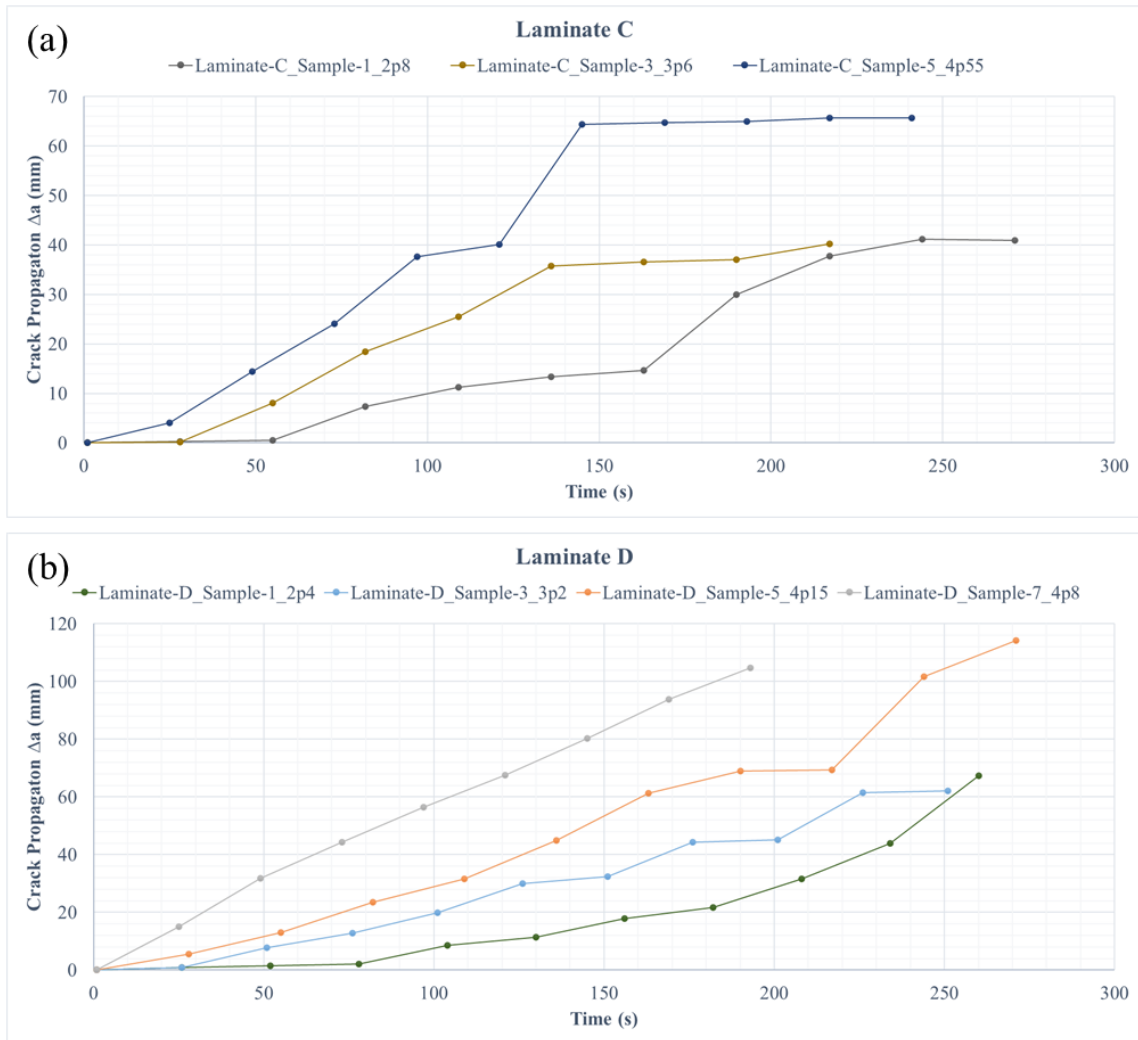 (a)
Laminate C
Laminate-C_Sample-1_2p8 Laminate-C_Sample-3_3p6 Laminate-C_Sample-5_4p55
Crack Propagaton Δa (mm)
70
60
50
40
30
20
10
0
0 50 100 150 200 250 300
Time (s)
(b)
Laminate D
Laminate-D_Sample-1_2p4 Laminate-D_Sample-3_3p2 Laminate-D_Sample-5_4p15 Laminate-D_Sample-7_4p8
Crack Propagaton Δa (mm)
120
100
80
60
40
20
0
0 50 100 150 200 250 300
Time (s)